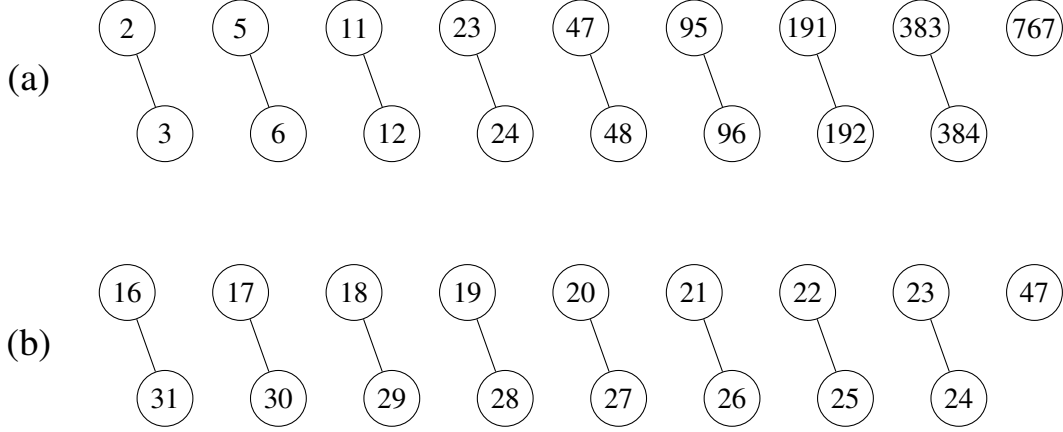 2 5 11 23 47 95 191 383 767
(a)
3 6 12 24 48 96 192 384
16 17 18 19 20 21 22 23 47
(b)
31 30 29 28 27 26 25 24